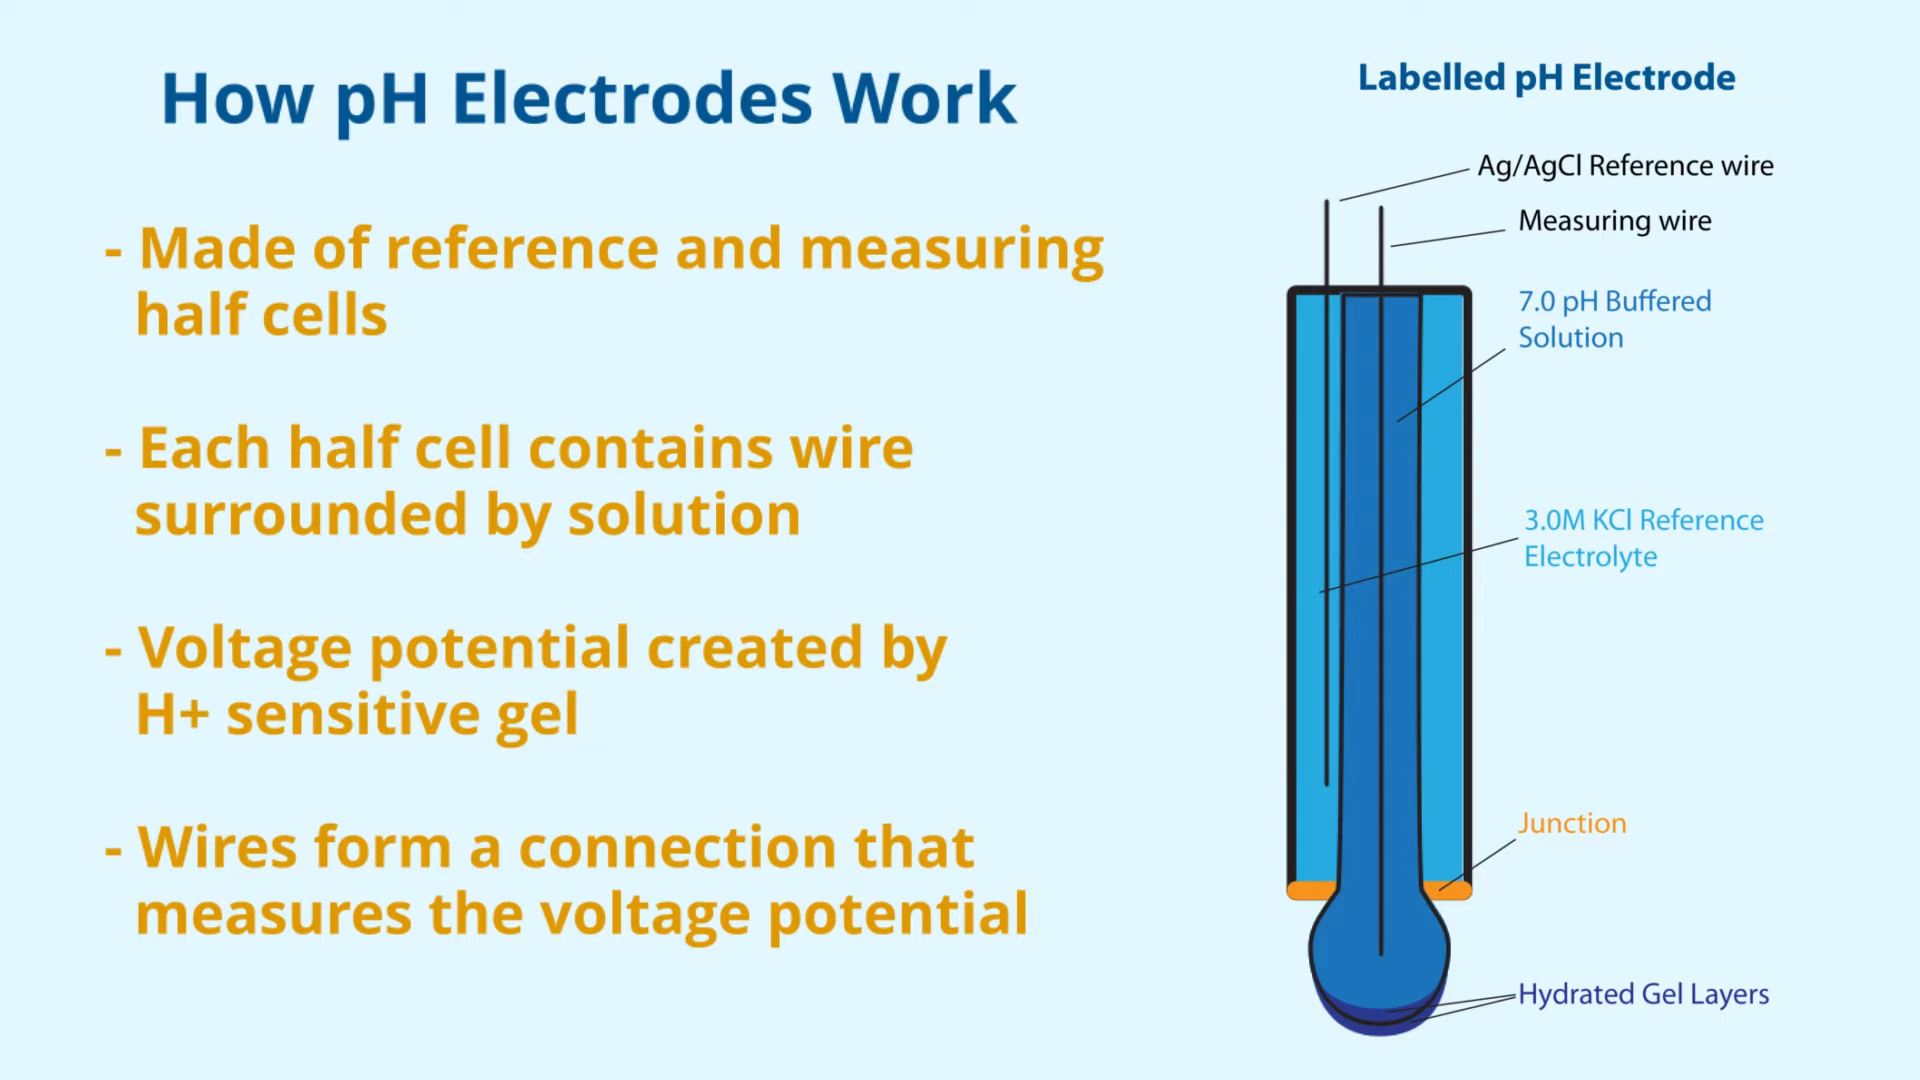 How pH Electrodes Work
- Made of reference and measuring
half cells
- Each half cell contains wire
surrounded by solution
- Voltage potential created by
H+ sensitive gel
- Wires form a connection that
measures the voltage potential
Labelled pH Electrode
Ag/AgCl Reference wire
Measuring wire
7.0 pH Buffered
Solution
3.0M KCl Reference
Electrolyte
Junction
Hydrated Gel Layers